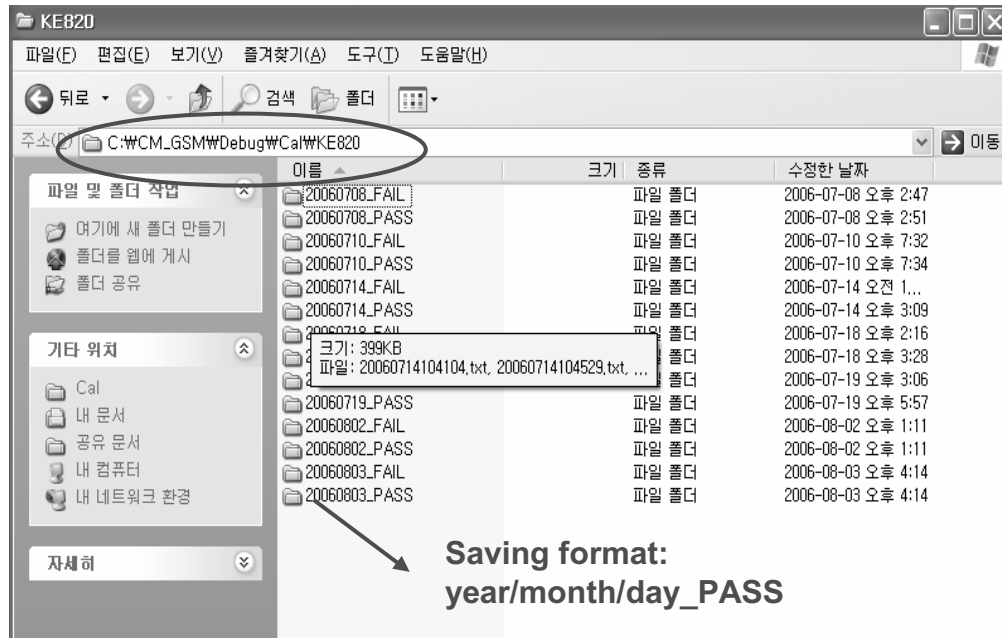 KE820
파일(F) 편집(E) 보기(V) 즐겨찾기(A) 도구(T) 도움말(H)
뒤로 검색 폴더
주소(D) C:₩CM_GSM₩Debug₩Cal₩KE820 이동
이름 크기 종류 수정한 날짜
파일 및 폴더 작업
여기에 새 폴더 만들기
폴더를 웹에 게시
폴더 공유
기타 위치
Cal
내 문서
공유 문서
내 컴퓨터
내 네트워크 환경
자세히
20060708_FAIL 파일 폴더 2006-07-08 오후 2:47
20060708_PASS 파일 폴더 2006-07-08 오후 2:51
20060710_FAIL 파일 폴더 2006-07-10 오후 7:32
20060710_PASS 파일 폴더 2006-07-10 오후 7:34
20060714_FAIL 파일 폴더 2006-07-14 오전 1...
20060714_PASS 파일 폴더 2006-07-14 오후 3:09
20060718_FAIL 파일 폴더 2006-07-18 오후 2:16
폴더 2006-07-18 오후 3:28
폴더 2006-07-19 오후 3:06
크기: 399KB
파일: 20060714104104.txt, 20060714104529.txt, ...
20060719_PASS 파일 폴더 2006-07-19 오후 5:57
20060802_FAIL 파일 폴더 2006-08-02 오후 1:11
20060802_PASS 파일 폴더 2006-08-02 오후 1:11
20060803_FAIL 파일 폴더 2006-08-03 오후 4:14
20060803_PASS 파일 폴더 2006-08-03 오후 4:14
Saving format:
year/month/day_PASS